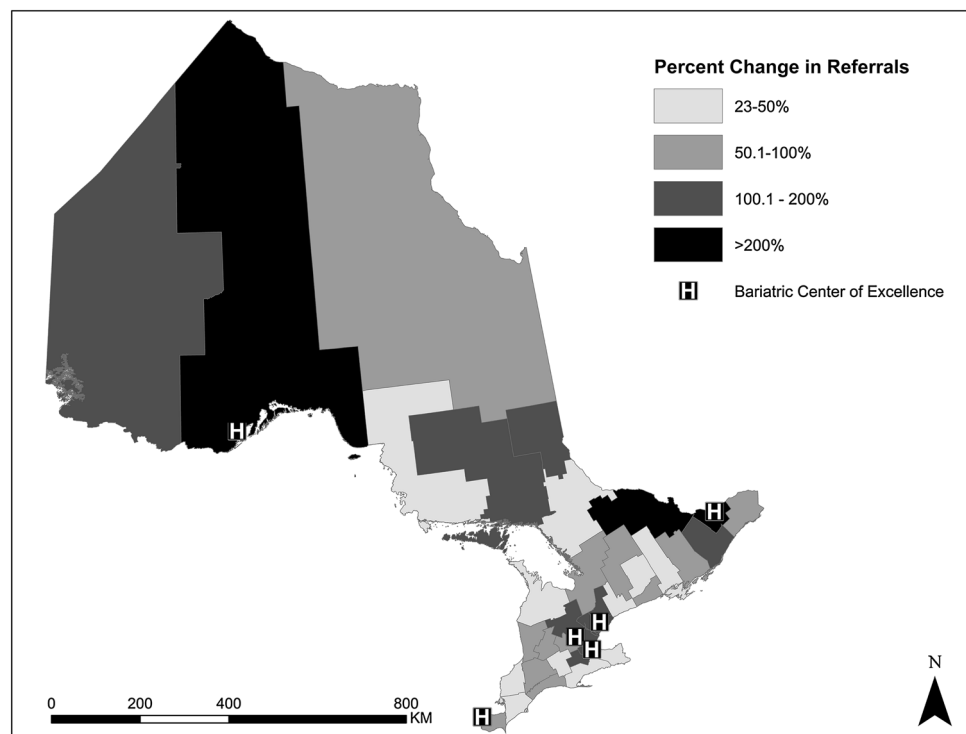 Percent Change in Referrals
23-50%
50.1-100%
100.1 - 200%
>200%
H Bariatric Center of Excellence
H
H
H
H
H
H
N
0 200 400 800
KM